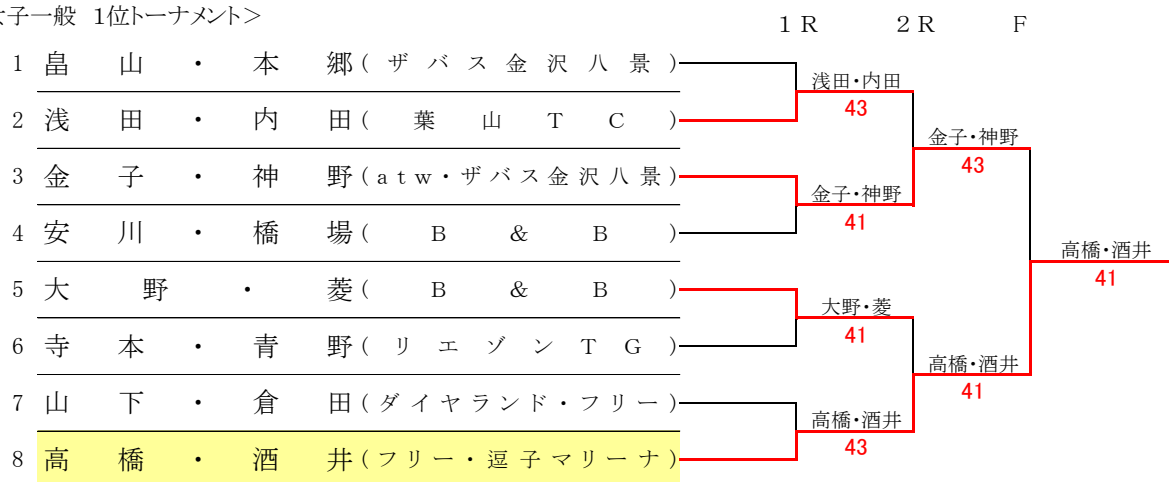 子一般 1位トーナメント＞
1R 2R F
1 畠山・本郷(ザバス金沢八景)
浅田・内田
43
2 浅田・内田(葉山TC)
金子・神野
43
3 金子・神野(atw・ザバス金沢八景)
金子・神野
41
4 安川・橋場(B&B)
高橋・酒井
41
5 大野・菱(B&B)
大野・菱
41
6 寺本・青野(リエゾンTG)
高橋・酒井
41
7 山下・倉田(ダイヤランド・フリー)
高橋・酒井
43
8 高橋・酒井(フリー・逗子マリーナ)